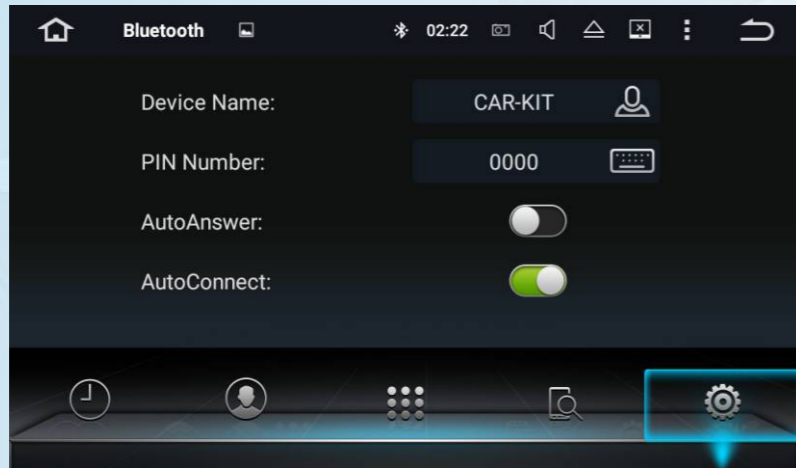 Bluetooth 02:22
Device Name: CAR-KIT
PIN Number: 0000
AutoAnswer:
AutoConnect: